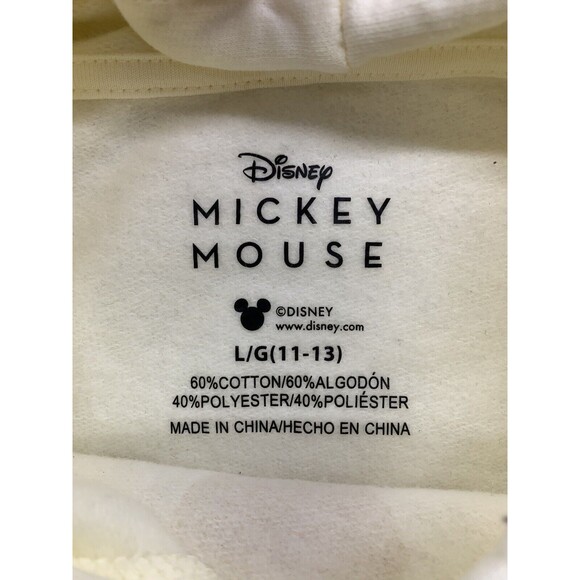 Disney
MICKEY
MOUSE
©DISNEY
www.disney.com
L/G(11-13)
60%COTTON/60%ALGODÓN
40%POLYESTER/40%POLIÉSTER
MADE IN CHINA/HECHO EN CHINA